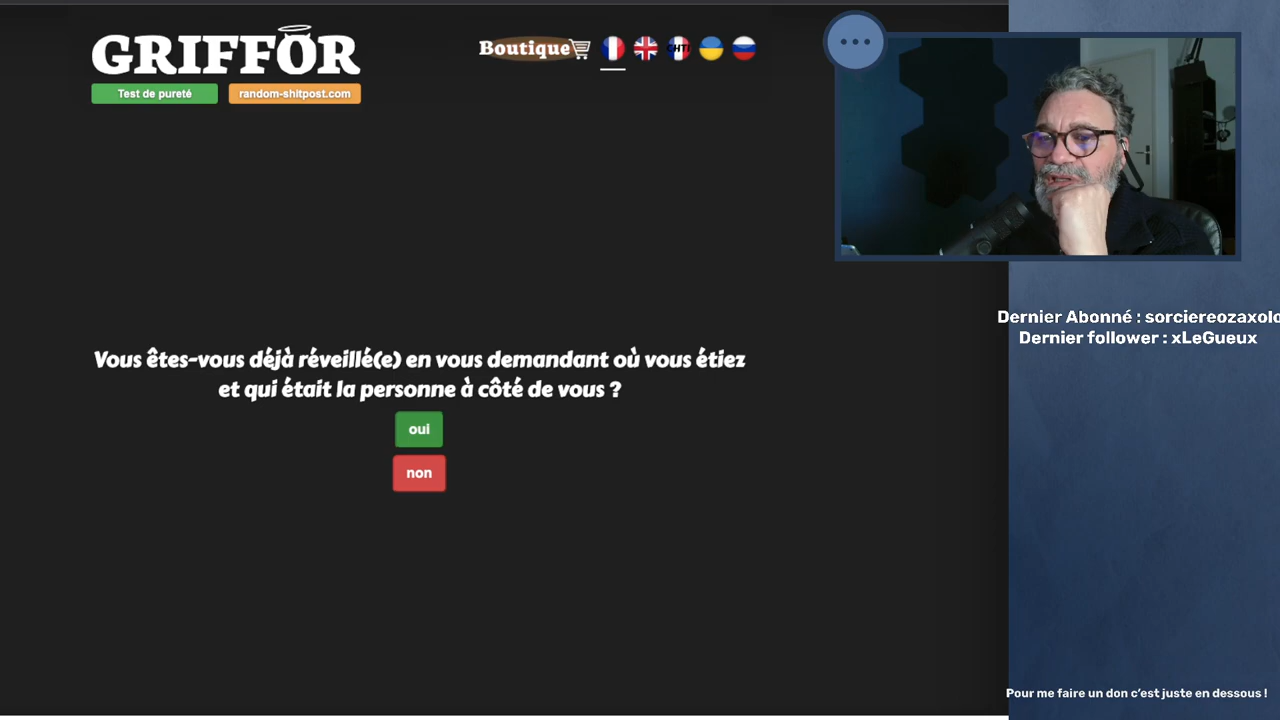 GRIFFOR
Test de pureté
random-shitpost.com
Boutique
CHTI
Vous êtes-vous déjà réveillé(e) en vous demandant où vous étiez
et qui était la personne à côté de vous ?
oui
non
Dernier Abonné : sorciereozaxolo
Dernier follower : xLeGueux
Pour me faire un don c'est juste en dessous !